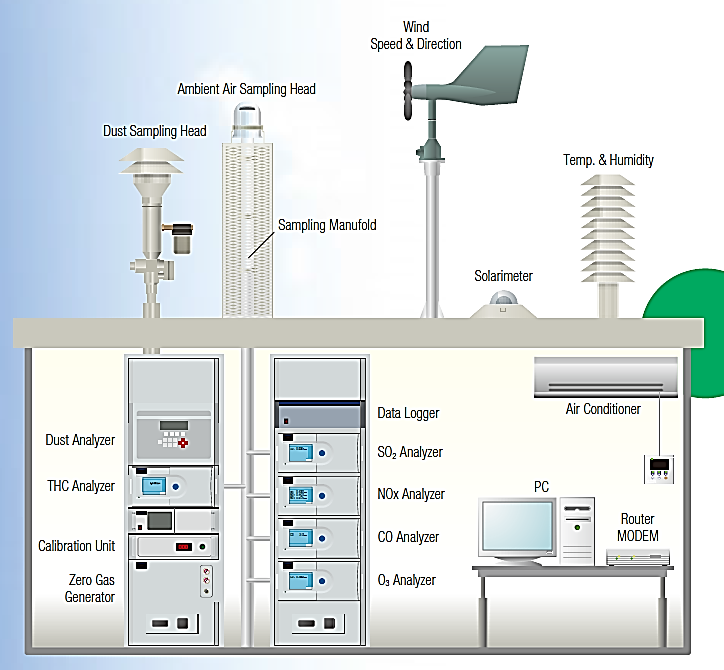 Wind
Speed & Direction
Ambient Air Sampling Head
Dust Sampling Head
Temp. & Humidity
Sampling Manufold
Solarimeter
Air Conditioner
Data Logger
Dust Analyzer
SO₂ Analyzer
THC Analyzer
NOx Analyzer
PC
Router
MODEM
CO Analyzer
Calibration Unit
O₃ Analyzer
Zero Gas
Generator